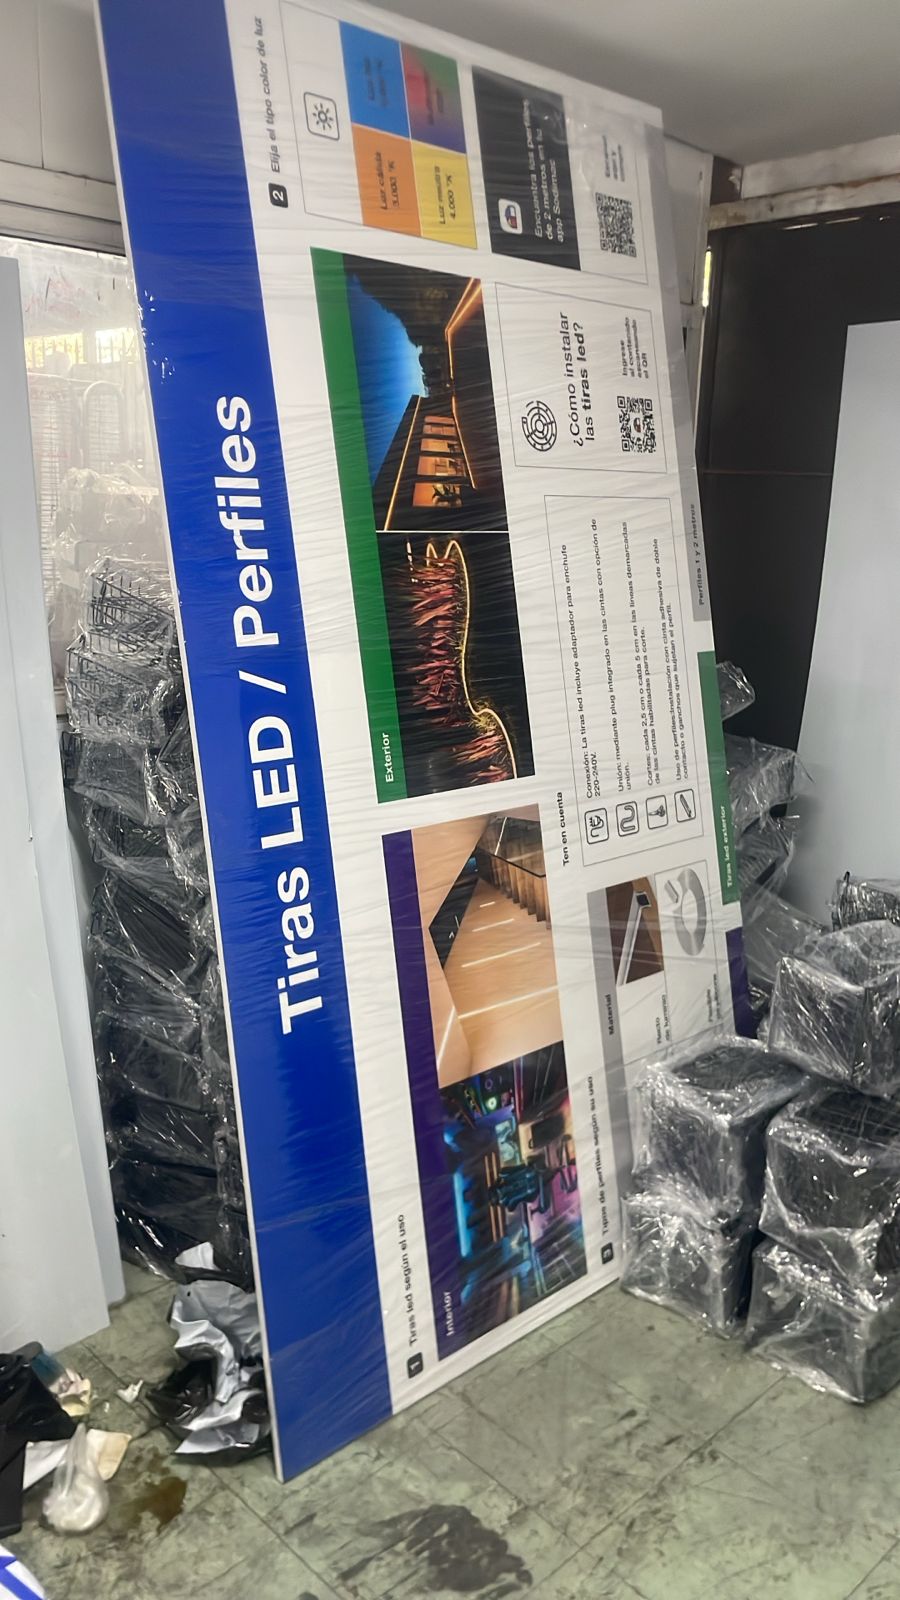 Tiras LED / Perfiles
1 Tiras led según el uso
Interior
Exterior
2 Elija el tipo color de luz
Luz cálida
3.000 °K
Luz neutra
4.000 °K
Encuentra los perfiles
de 2 metros en la
app Sodimac
Ten en cuenta
Conexión: La tiras led incluye adaptador para enchufe
220-240V.
Unión: mediante plug integrado en las cintas con opción de
unión.
Cortes: cada 2,5 cm o cada 5 cm en las líneas demarcadas
de las cintas habilitadas para corte.
Uso de perfiles:instalación con cinta adhesiva de doble
contacto o ganchos que sujetan el perfil.
¿Cómo instalar
las tiras led?
Ingrese
al contenido
escaneando
el QR
3 Tipos de perfiles según su uso
Material
Tiras led exterior
Perfiles 1 y 2 metros